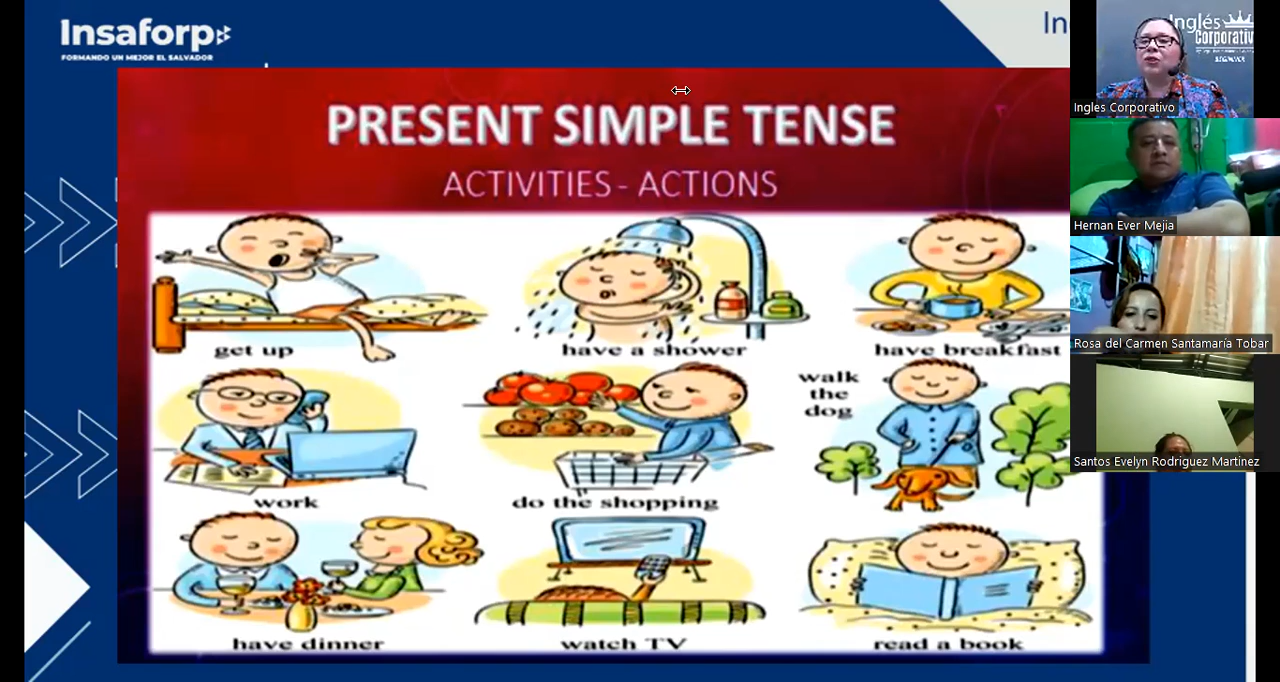 Insaforp
FORMANDO UN MEJOR EL SALVADOR
In
PRESENT SIMPLE TENSE
ACTIVITIES - ACTIONS
get up
have a shower
have breakfast
work
do the shopping
walk
the
dog
have dinner
watch TV
read a book
Inglés
Corporativo
Ingles Corporativo
Hernan Ever Mejia
Rosa del Carmen Santamaría Tobar
Santos Evelyn Rodriguez Martinez